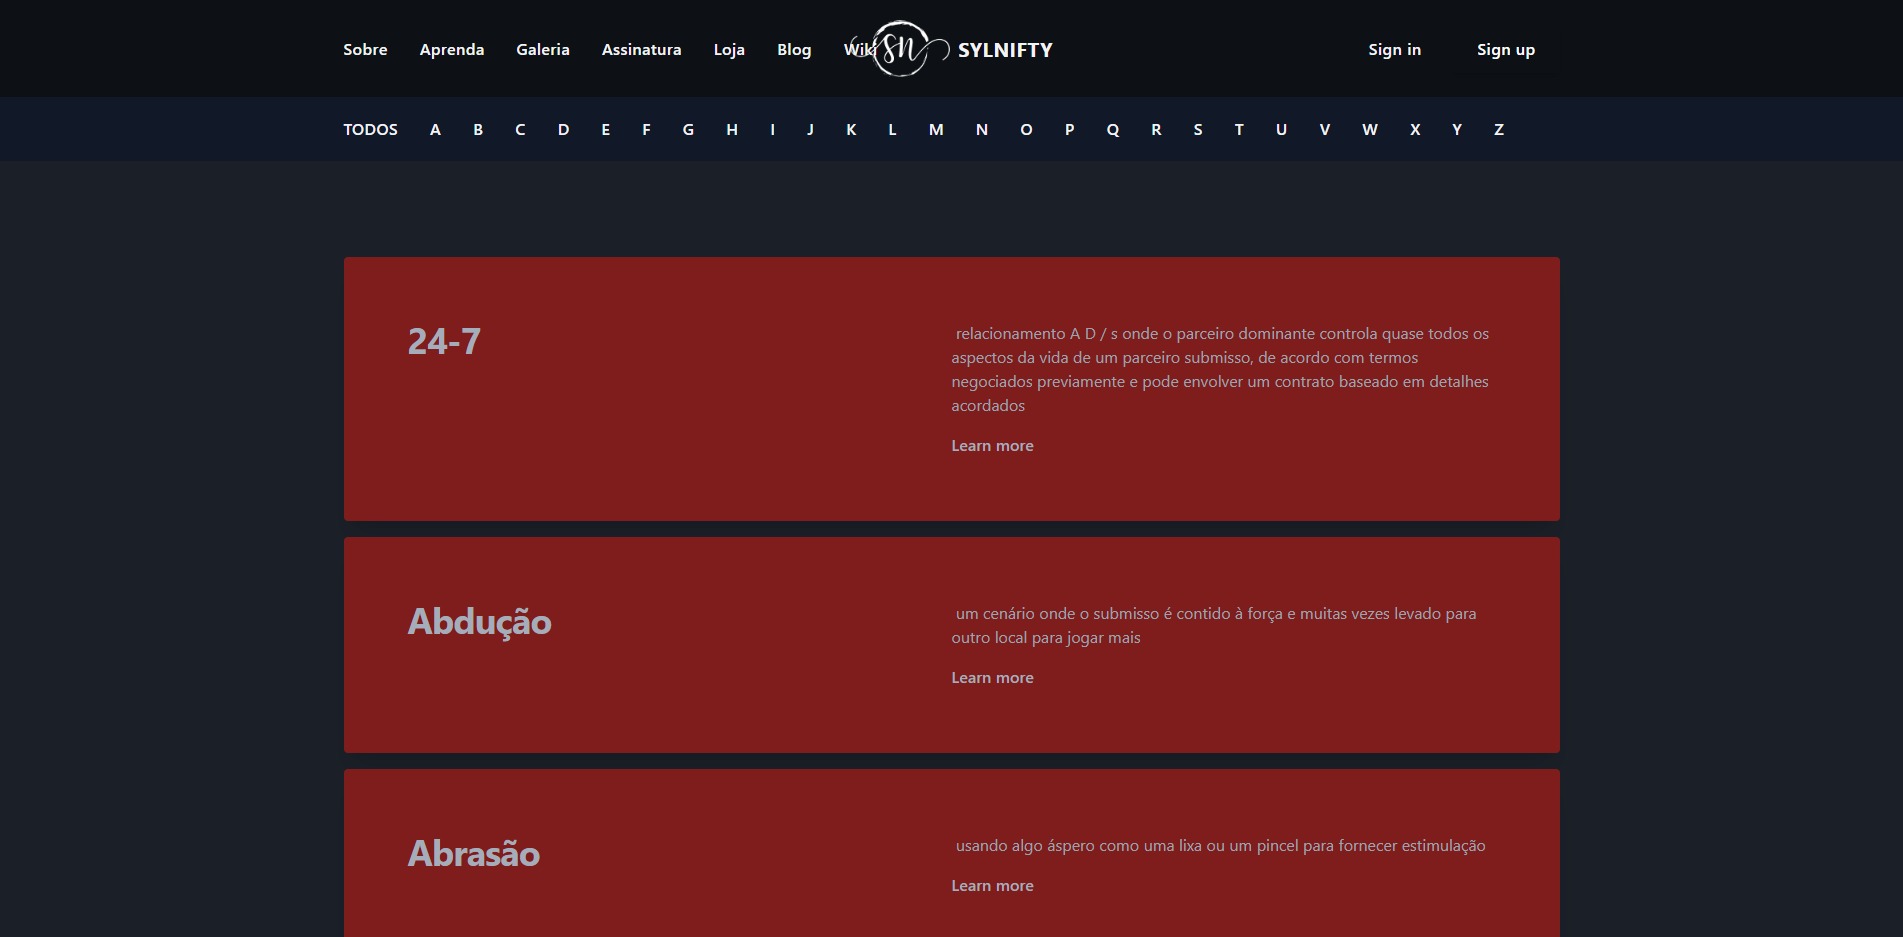 Sobre Aprenda Galeria Assinatura Loja Blog Wiki sn SYLNIFTY Sign in Sign up
TODOS A B C D E F G H I J K L M N O P Q R S T U V W X Y Z
24-7
relacionamento A D / s onde o parceiro dominante controla quase todos os
aspectos da vida de um parceiro submisso, de acordo com termos
negociados previamente e pode envolver um contrato baseado em detalhes
acordados
Learn more
Abdução
um cenário onde o submisso é contido à força e muitas vezes levado para
outro local para jogar mais
Learn more
Abrasão
usando algo áspero como uma lixa ou um pincel para fornecer estimulação
Learn more